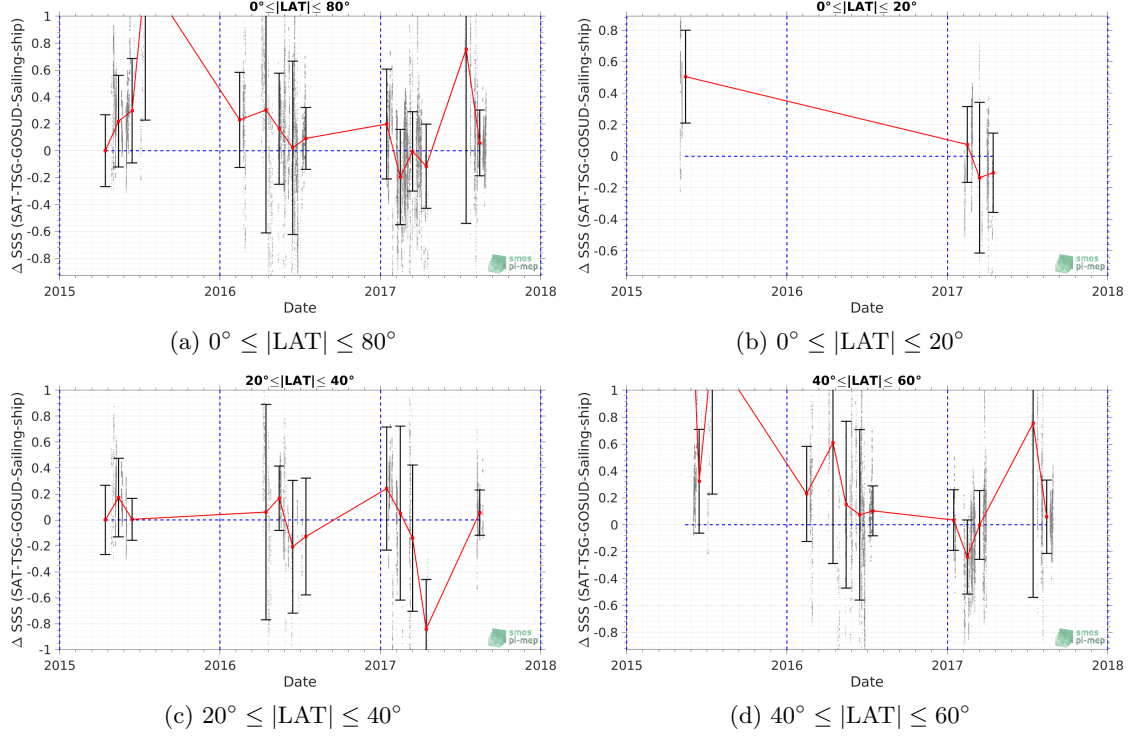 0°≤|LAT|≤ 80°
Δ SSS (SAT-TSG-GOSUD-Sailing-ship)
1
0.8
0.6
0.4
0.2
0
-0.2
-0.4
-0.6
-0.8
smos
pi-mep
2015
2016
2017
2018
Date
(a) 0° ≤ |LAT| ≤ 80°
0°≤|LAT|≤ 20°
Δ SSS (SAT-TSG-GOSUD-Sailing-ship)
0.8
0.6
0.4
0.2
0
-0.2
-0.4
-0.6
smos
pi-mep
2015
2016
2017
2018
Date
(b) 0° ≤ |LAT| ≤ 20°
20°≤|LAT|≤ 40°
Δ SSS (SAT-TSG-GOSUD-Sailing-ship)
1
0.8
0.6
0.4
0.2
0
-0.2
-0.4
-0.6
-0.8
-1
smos
pi-mep
2015
2016
2017
2018
Date
(c) 20° ≤ |LAT| ≤ 40°
40°≤|LAT|≤ 60°
Δ SSS (SAT-TSG-GOSUD-Sailing-ship)
1
0.8
0.6
0.4
0.2
0
-0.2
-0.4
-0.6
-0.8
smos
pi-mep
2015
2016
2017
2018
Date
(d) 40° ≤ |LAT| ≤ 60°